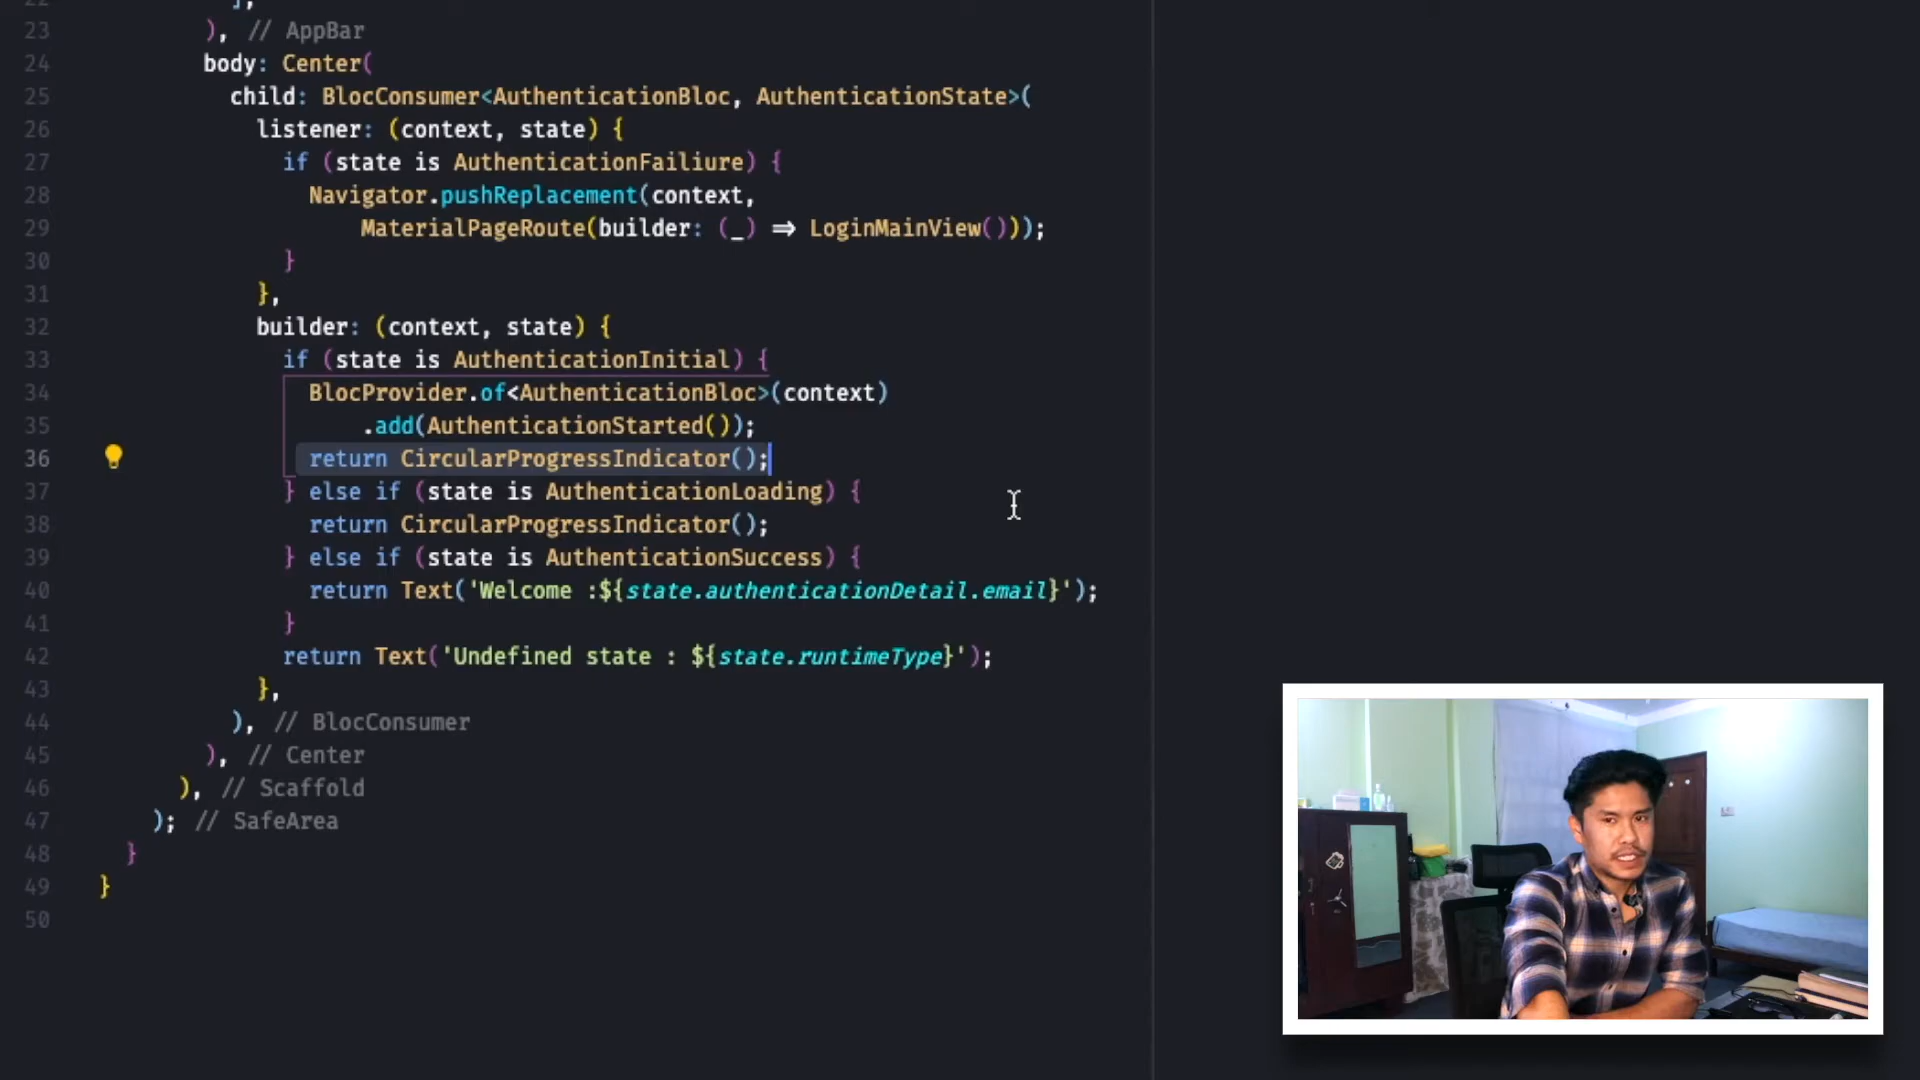 22 ],
23 ), // AppBar
24 body: Center(
25 child: BlocConsumer<AuthenticationBloc, AuthenticationState>(
26 listener: (context, state) {
27 if (state is AuthenticationFailiure) {
28 Navigator.pushReplacement(context,
29 MaterialPageRoute(builder: (_) => LoginMainView()));
30 }
31 },
32 builder: (context, state) {
33 if (state is AuthenticationInitial) {
34 BlocProvider.of<AuthenticationBloc>(context)
35 .add(AuthenticationStarted());
36 return CircularProgressIndicator();
37 } else if (state is AuthenticationLoading) {
38 return CircularProgressIndicator();
39 } else if (state is AuthenticationSuccess) {
40 return Text('Welcome :${state.authenticationDetail.email}');
41 }
42 return Text('Undefined state : ${state.runtimeType}');
43 },
44 ), // BlocConsumer
45 ), // Center
46 ), // Scaffold
47 ); // SafeArea
48 }
49 }
50